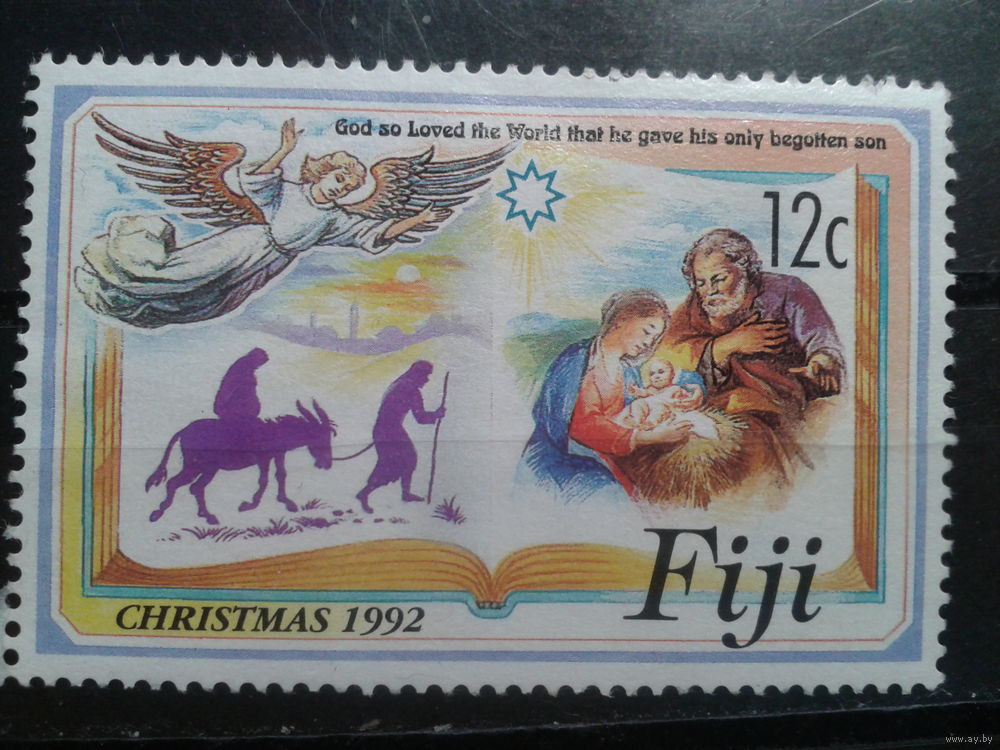 God so Loved the World that he gave his only begotten son
12c
Fiji
CHRISTMAS 1992
www.ay.by